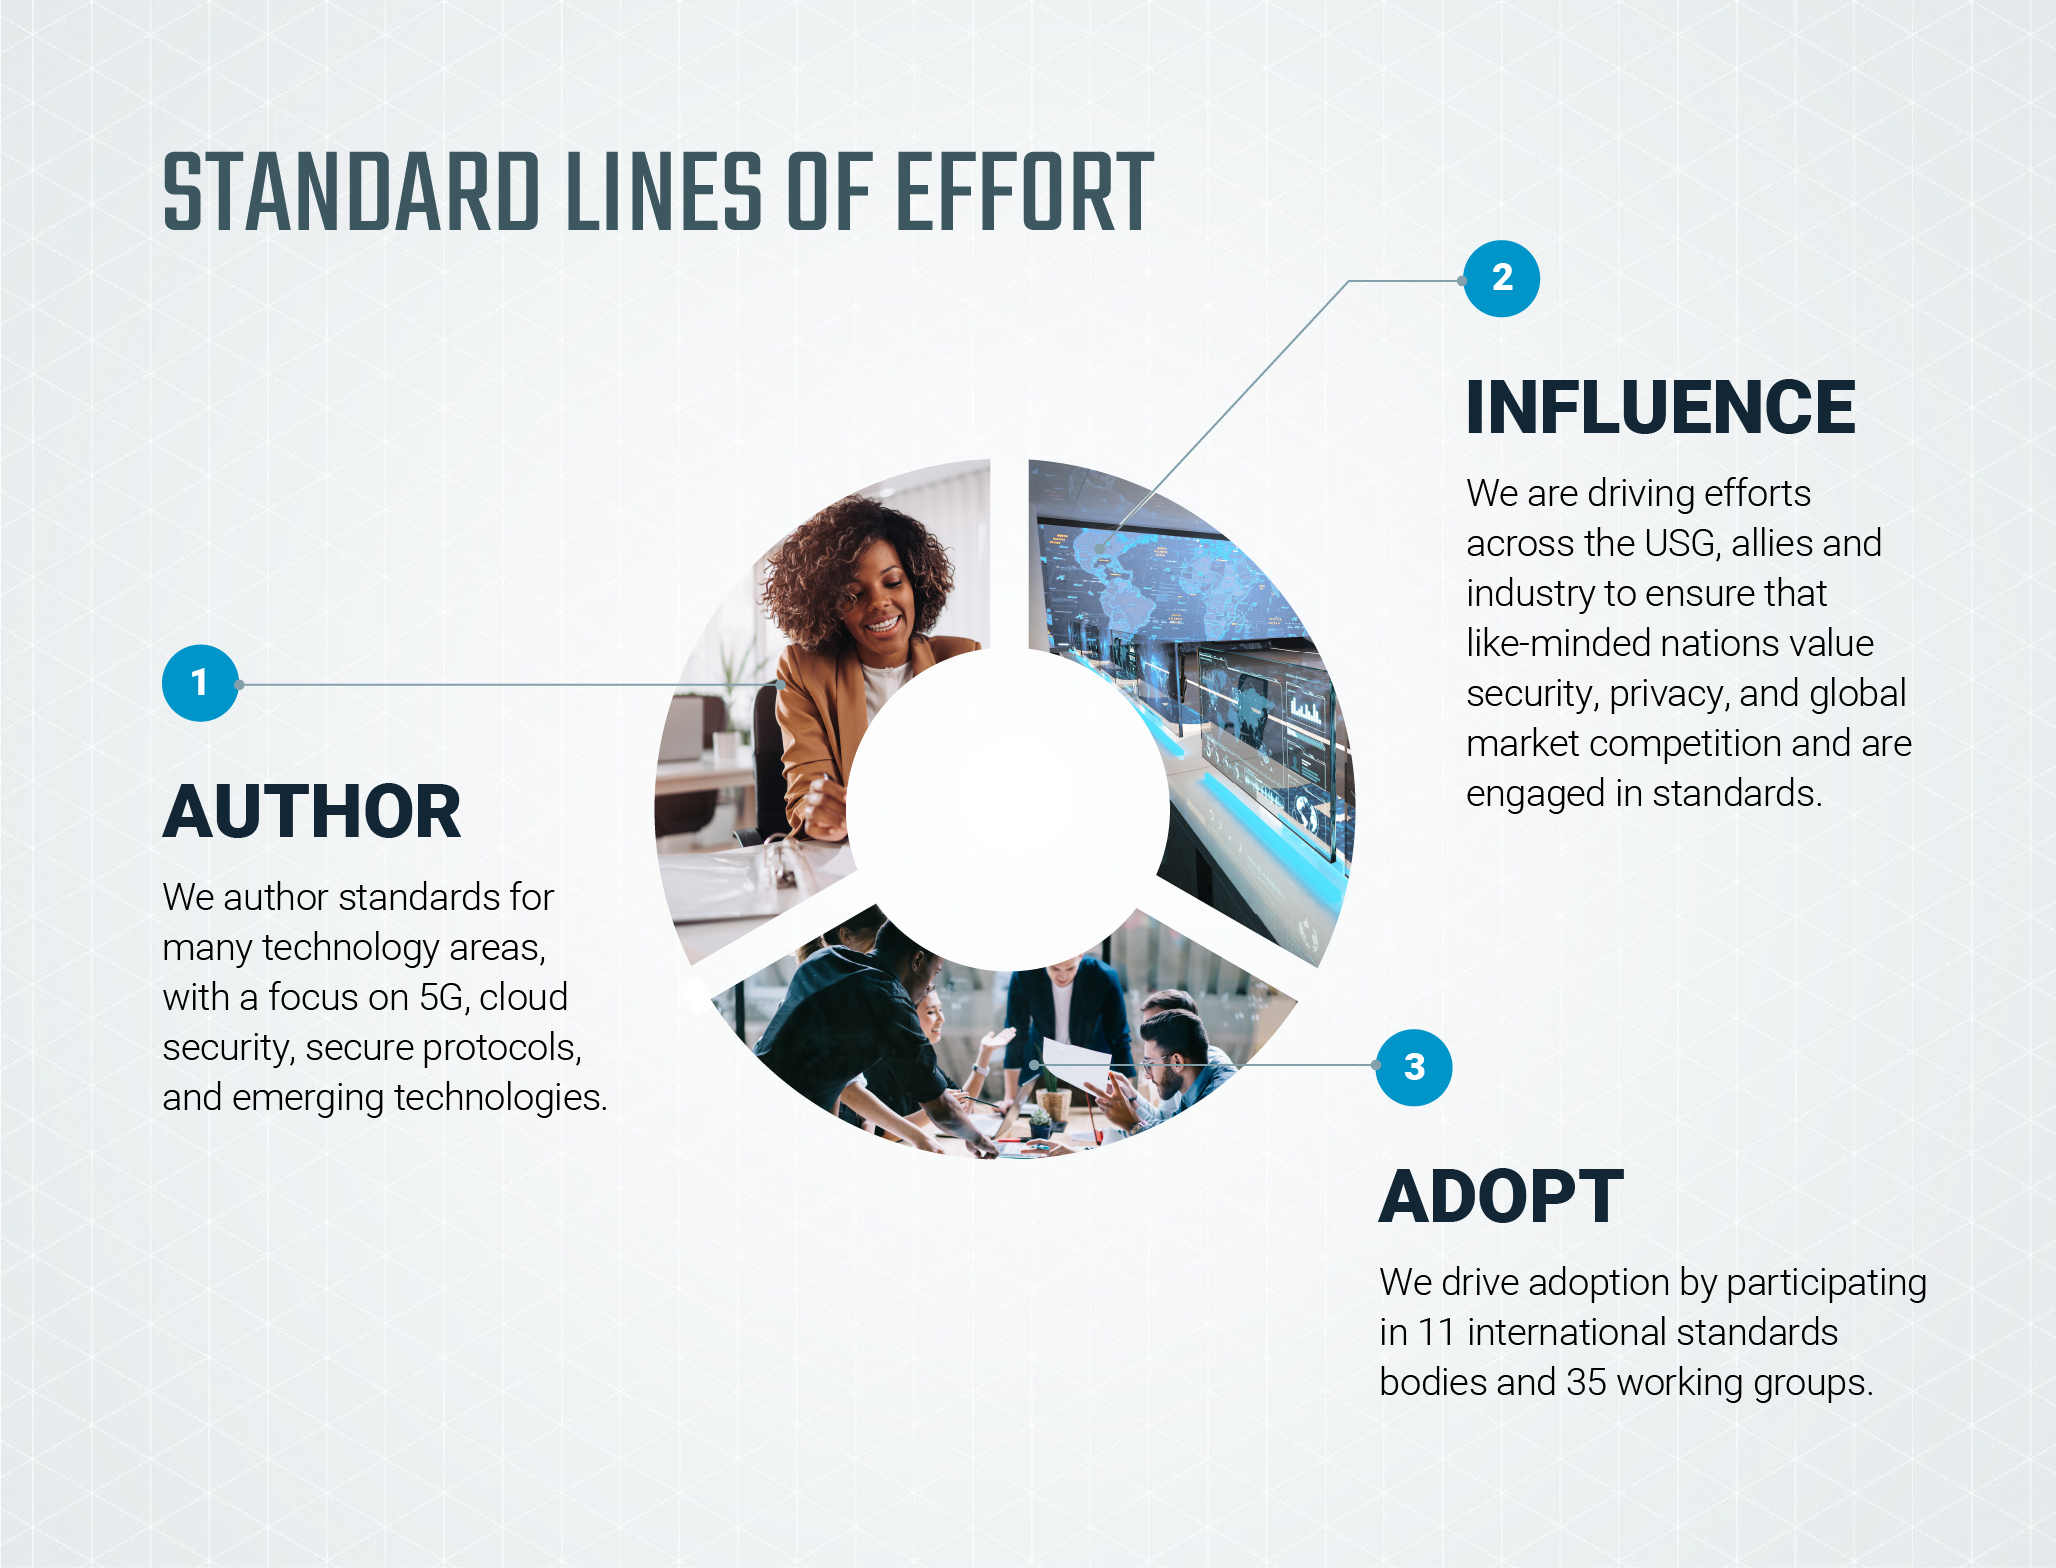 STANDARD LINES OF EFFORT
1
AUTHOR
We author standards for
many technology areas,
with a focus on 5G, cloud
security, secure protocols,
and emerging technologies.
2
INFLUENCE
We are driving efforts
across the USG, allies and
industry to ensure that
like-minded nations value
security, privacy, and global
market competition and are
engaged in standards.
3
ADOPT
We drive adoption by participating
in 11 international standards
bodies and 35 working groups.